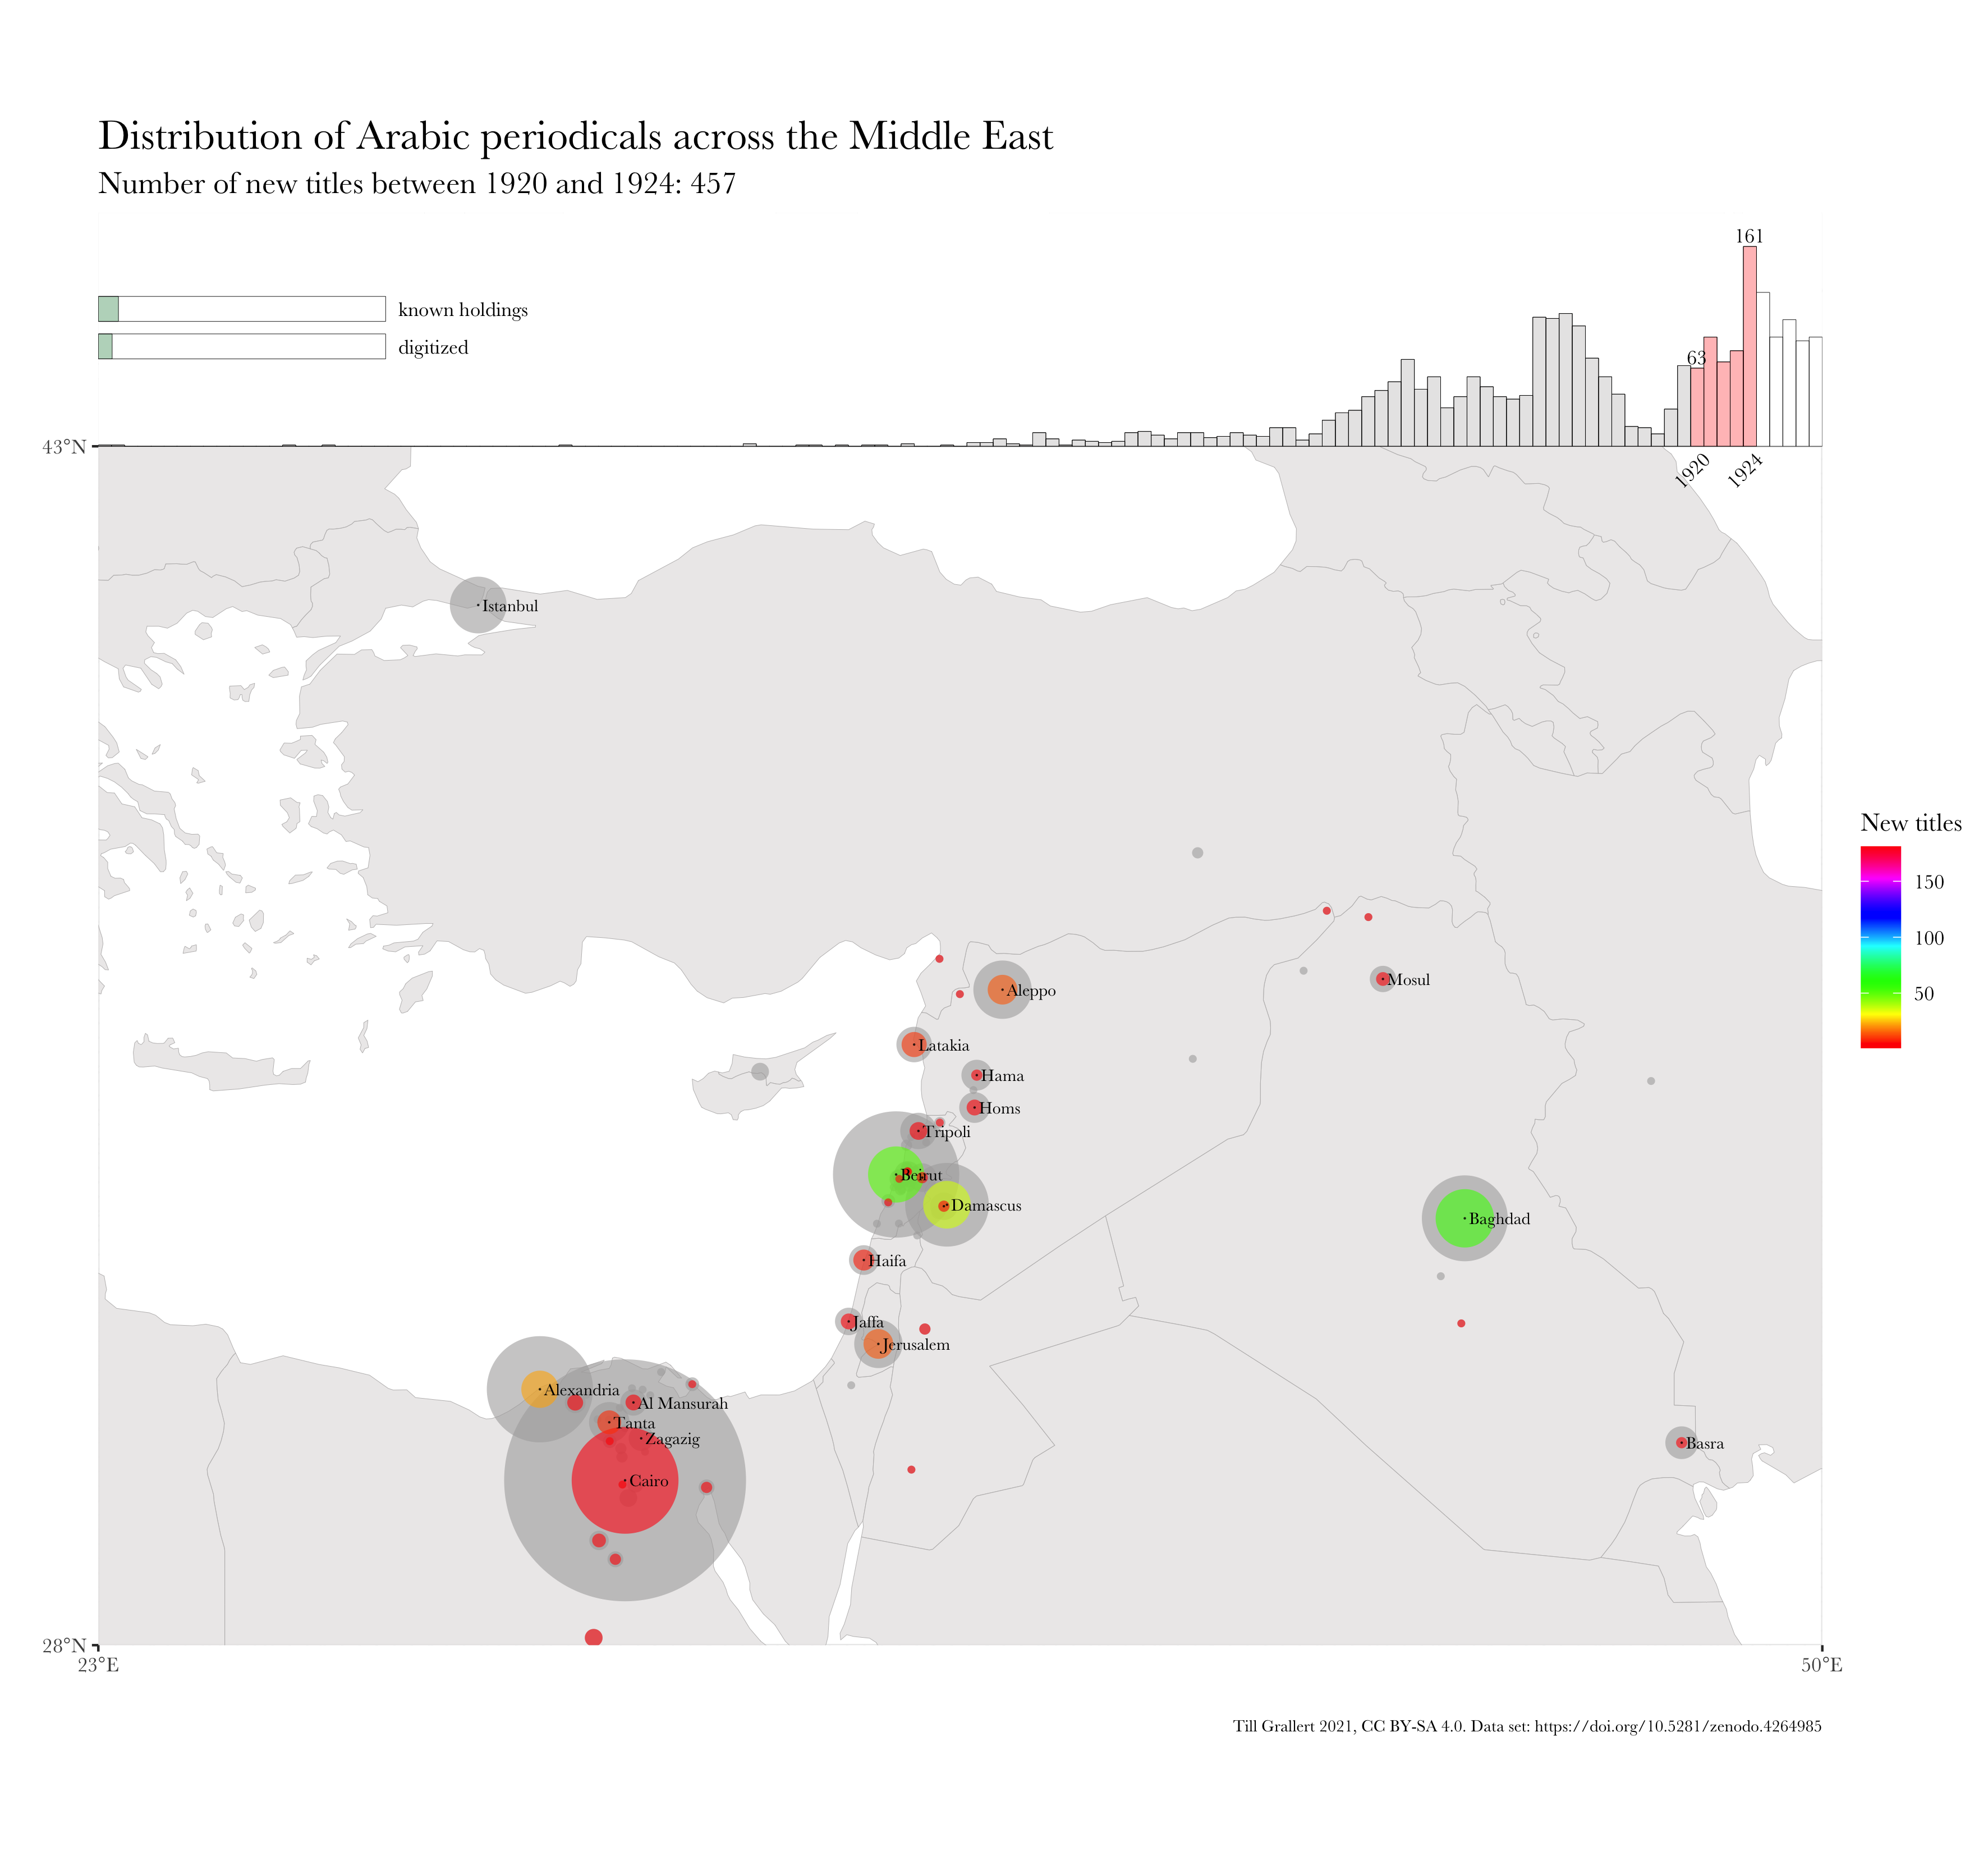 Distribution of Arabic periodicals across the Middle East
Number of new titles between 1920 and 1924: 457
161
known holdings
digitized
63
43°N
1920
1924
Istanbul
New titles
150
100
50
Mosul
Aleppo
Latakia
Hama
Homs
Tripoli
Beirut
Damascus
Baghdad
Haifa
Jaffa
Jerusalem
Alexandria
Al Mansurah
Tanta
Zagazig
Basra
Cairo
28°N
23°E
50°E
Till Grallert 2021, CC BY-SA 4.0. Data set: https://doi.org/10.5281/zenodo.4264985